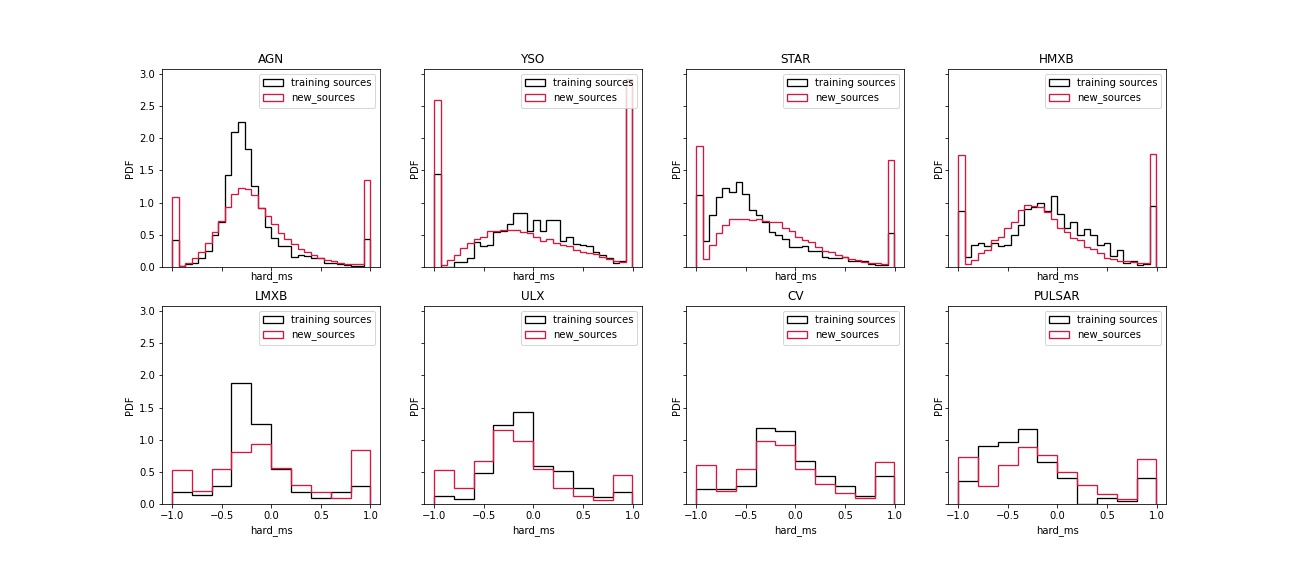 AGN YSO STAR HMXB
training sources training sources training sources training sources
new_sources new_sources new_sources new_sources
3.0
2.5
2.0
1.5
1.0
0.5
0.0
PDF PDF PDF PDF
hard_ms hard_ms hard_ms hard_ms
LMXB ULX CV PULSAR
training sources training sources training sources training sources
new_sources new_sources new_sources new_sources
3.0
2.5
2.0
1.5
1.0
0.5
0.0
PDF PDF PDF PDF
−1.0 −0.5 0.0 0.5 1.0 −1.0 −0.5 0.0 0.5 1.0 −1.0 −0.5 0.0 0.5 1.0 −1.0 −0.5 0.0 0.5 1.0
hard_ms hard_ms hard_ms hard_ms